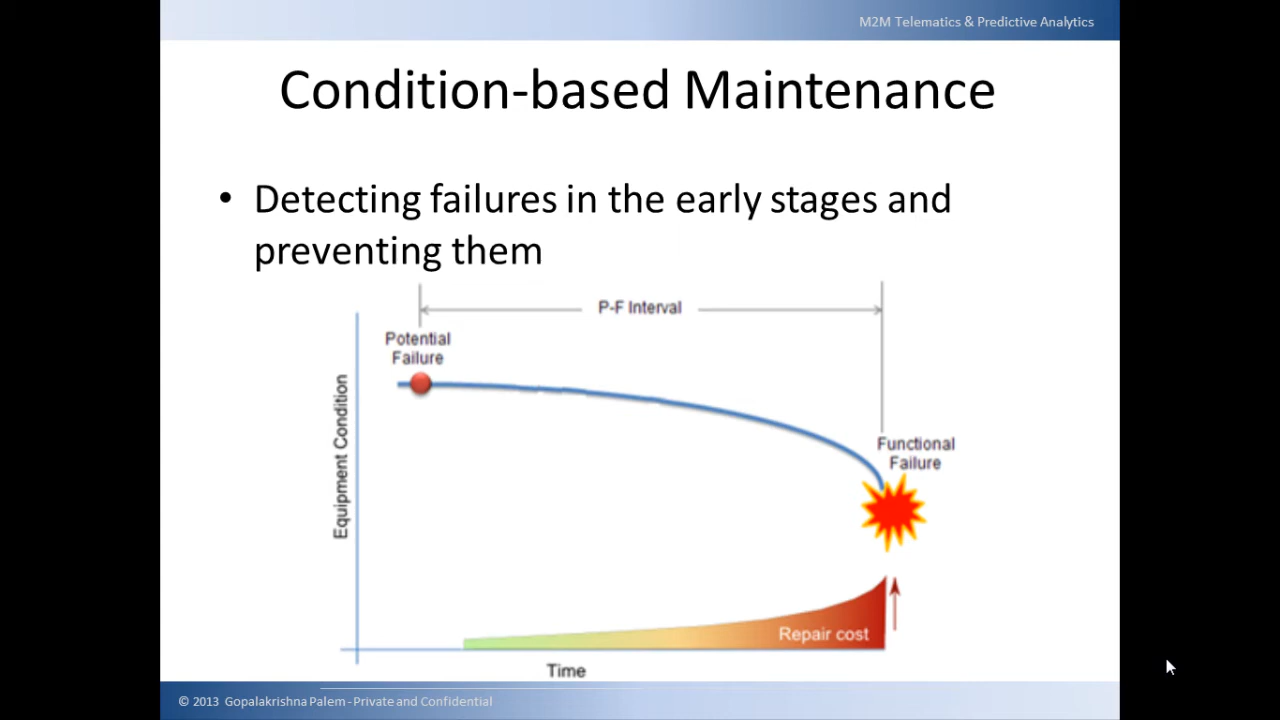 M2M Telematics & Predictive Analytics
Condition-based Maintenance
• Detecting failures in the early stages and
preventing them
P-F Interval
Potential
Failure
Equipment Condition
Functional
Failure
Repair cost
Time
© 2013 Gopalakrishna Palem - Private and Confidential